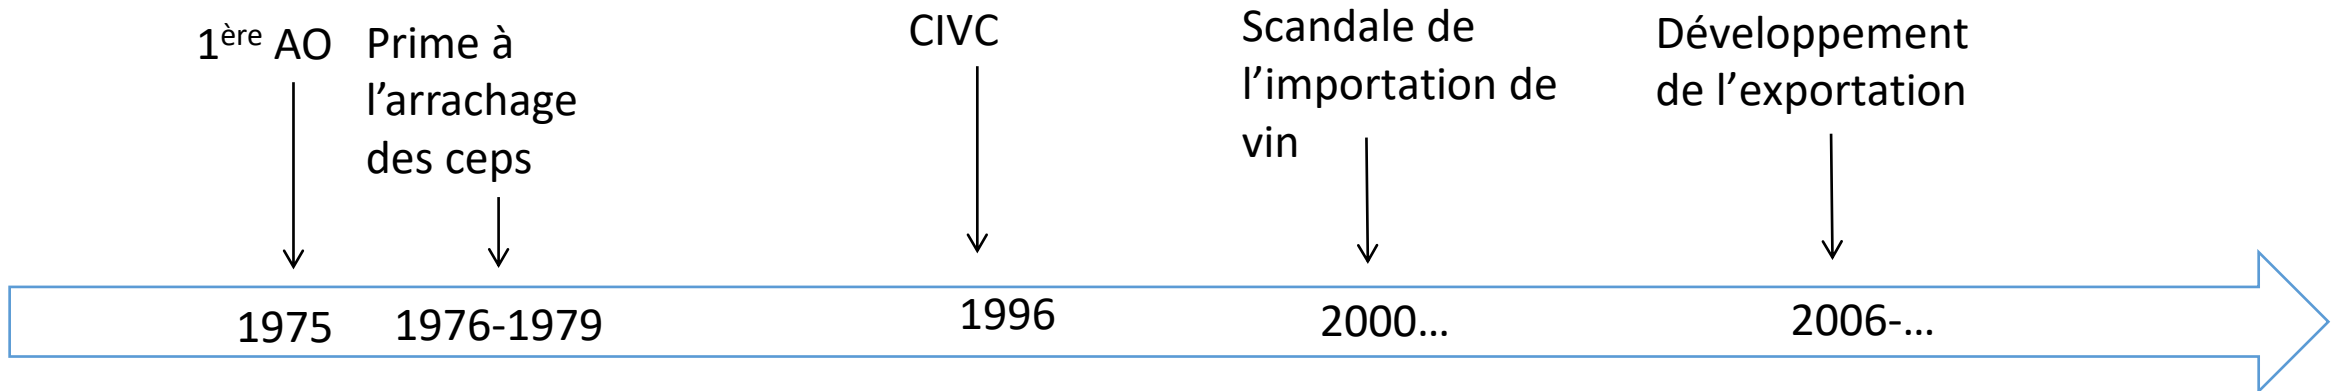 1ère AO
Prime à
l’arrachage
des ceps
CIVC
Scandale de
l’importation de
vin
Développement
de l’exportation
1975
1976-1979
1996
2000…
2006-…